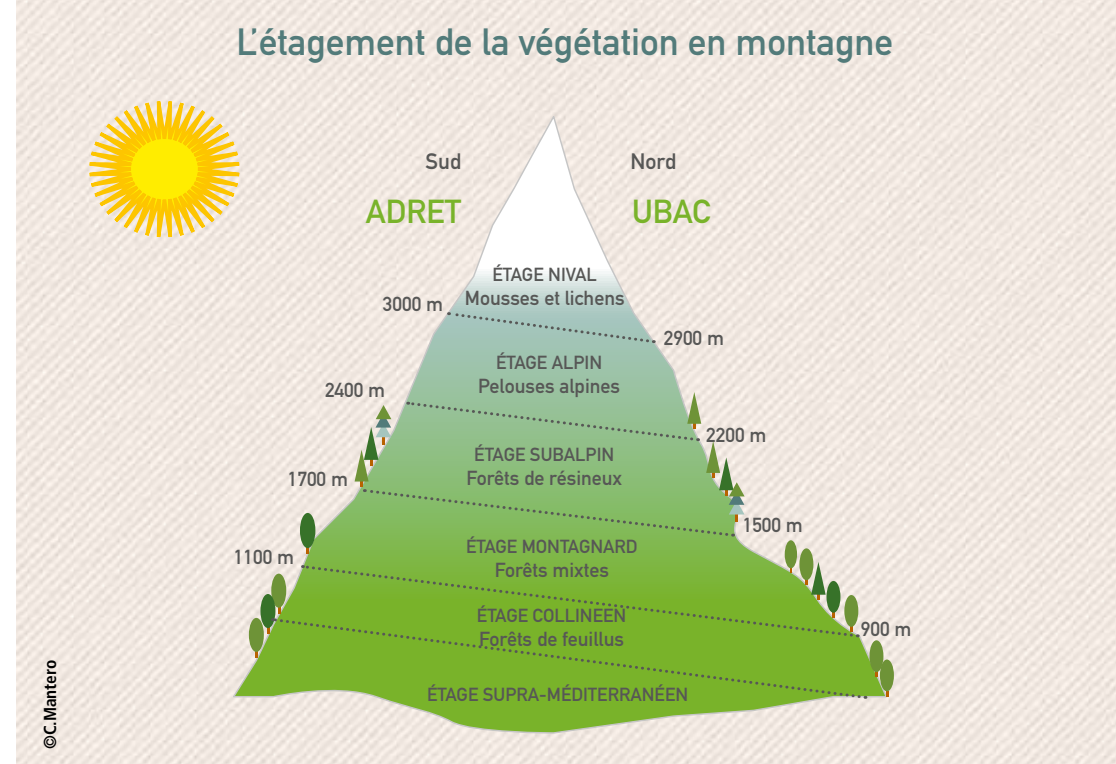 L'étagement de la végétation en montagne
Sud
Nord
ADRET
UBAC
ÉTAGE NIVAL
Mousses et lichens
3000 m
2900 m
ÉTAGE ALPIN
Pelouses alpines
2400 m
2200 m
ÉTAGE SUBALPIN
Forêts de résineux
1700 m
1500 m
ÉTAGE MONTAGNARD
Forêts mixtes
1100 m
ÉTAGE COLLINEEN
Forêts de feuillus
900 m
ÉTAGE SUPRA-MÉDITERRANÉEN
©C.Mantero